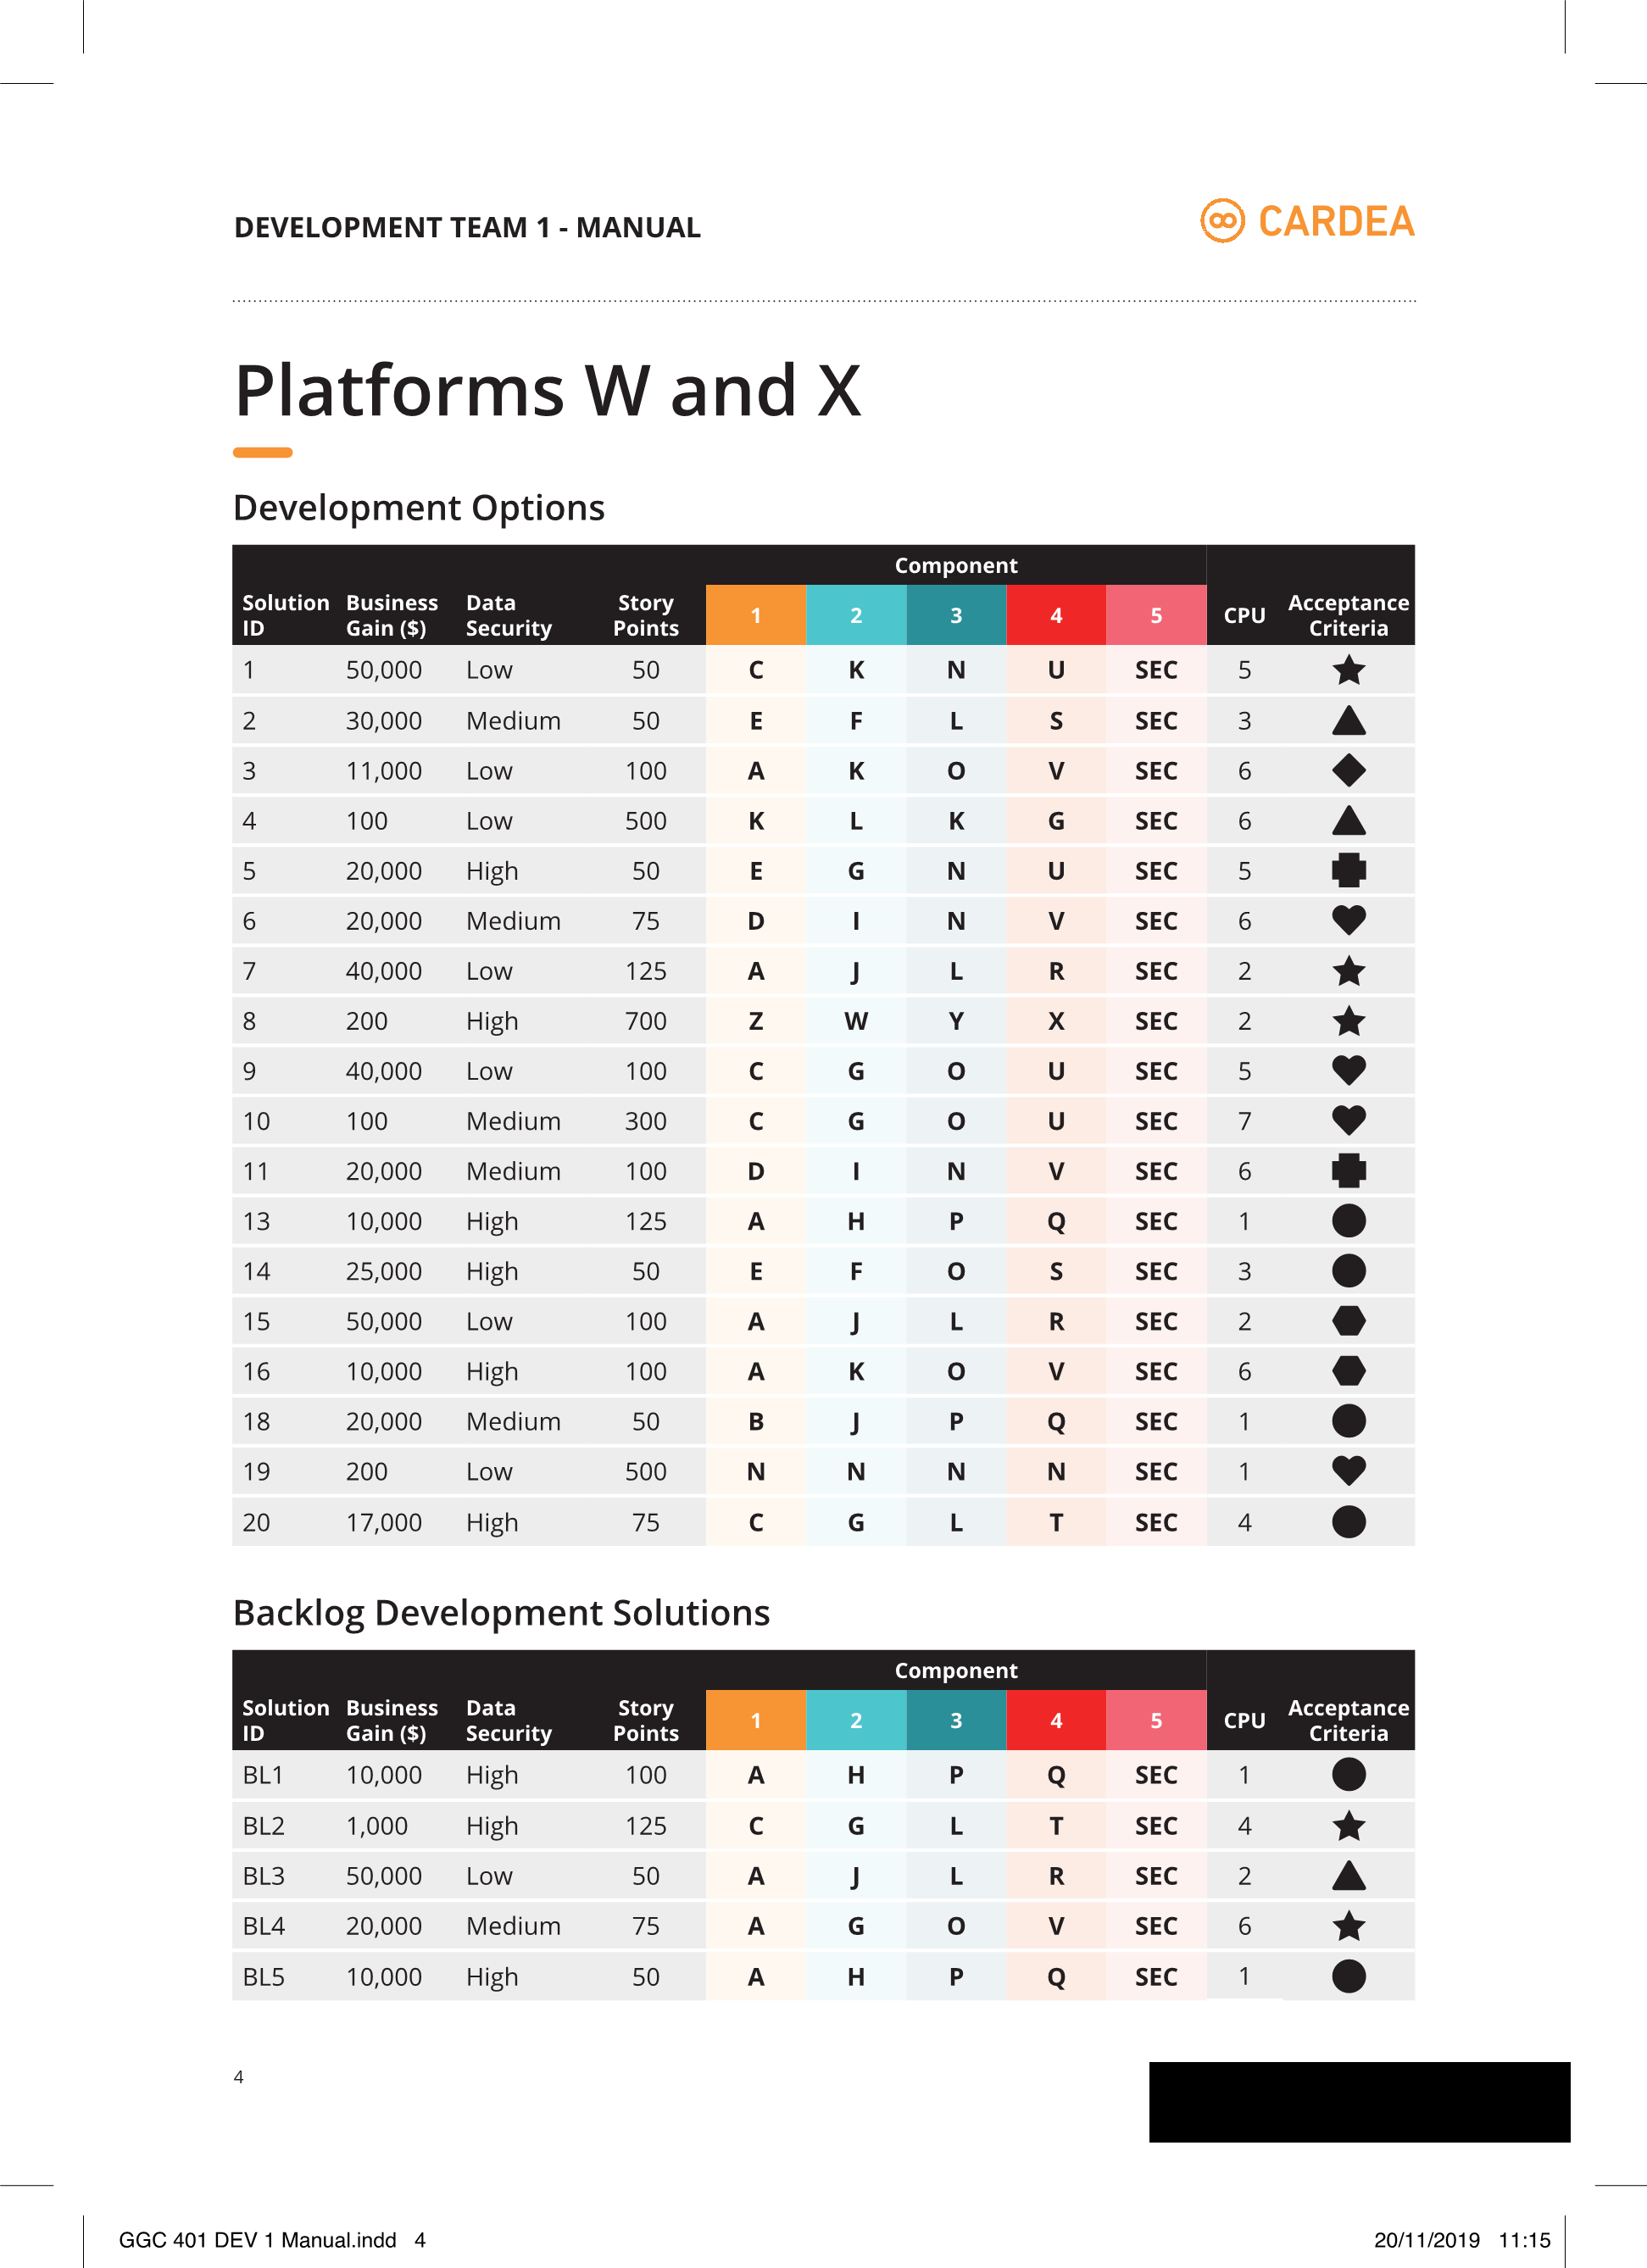 DEVELOPMENT TEAM 1 - MANUAL
CARDEA
Platforms W and X
Development Options
Component
Solution ID Business Gain ($) Data Security Story Points 1 2 3 4 5 CPU Acceptance Criteria
1 50,000 Low 50 C K N U SEC 5
2 30,000 Medium 50 E F L S SEC 3
3 11,000 Low 100 A K O V SEC 6
4 100 Low 500 K L K G SEC 6
5 20,000 High 50 E G N U SEC 5
6 20,000 Medium 75 D I N V SEC 6
7 40,000 Low 125 A J L R SEC 2
8 200 High 700 Z W Y X SEC 2
9 40,000 Low 100 C G O U SEC 5
10 100 Medium 300 C G O U SEC 7
11 20,000 Medium 100 D I N V SEC 6
13 10,000 High 125 A H P Q SEC 1
14 25,000 High 50 E F O S SEC 3
15 50,000 Low 100 A J L R SEC 2
16 10,000 High 100 A K O V SEC 6
18 20,000 Medium 50 B J P Q SEC 1
19 200 Low 500 N N N N SEC 1
20 17,000 High 75 C G L T SEC 4
Backlog Development Solutions
Component
Solution ID Business Gain ($) Data Security Story Points 1 2 3 4 5 CPU Acceptance Criteria
BL1 10,000 High 100 A H P Q SEC 1
BL2 1,000 High 125 C G L T SEC 4
BL3 50,000 Low 50 A J L R SEC 2
BL4 20,000 Medium 75 A G O V SEC 6
BL5 10,000 High 50 A H P Q SEC 1
4
GGC 401 DEV 1 Manual.indd 4 20/11/2019 11:15